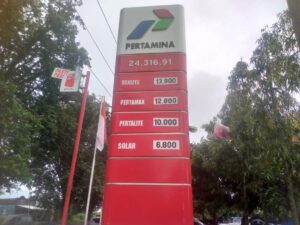 PERTAMINA
24.316.91
DEXLITE 13.900
PERTAMAX 12.800
PERTALITE 10.000
SOLAR 6.800